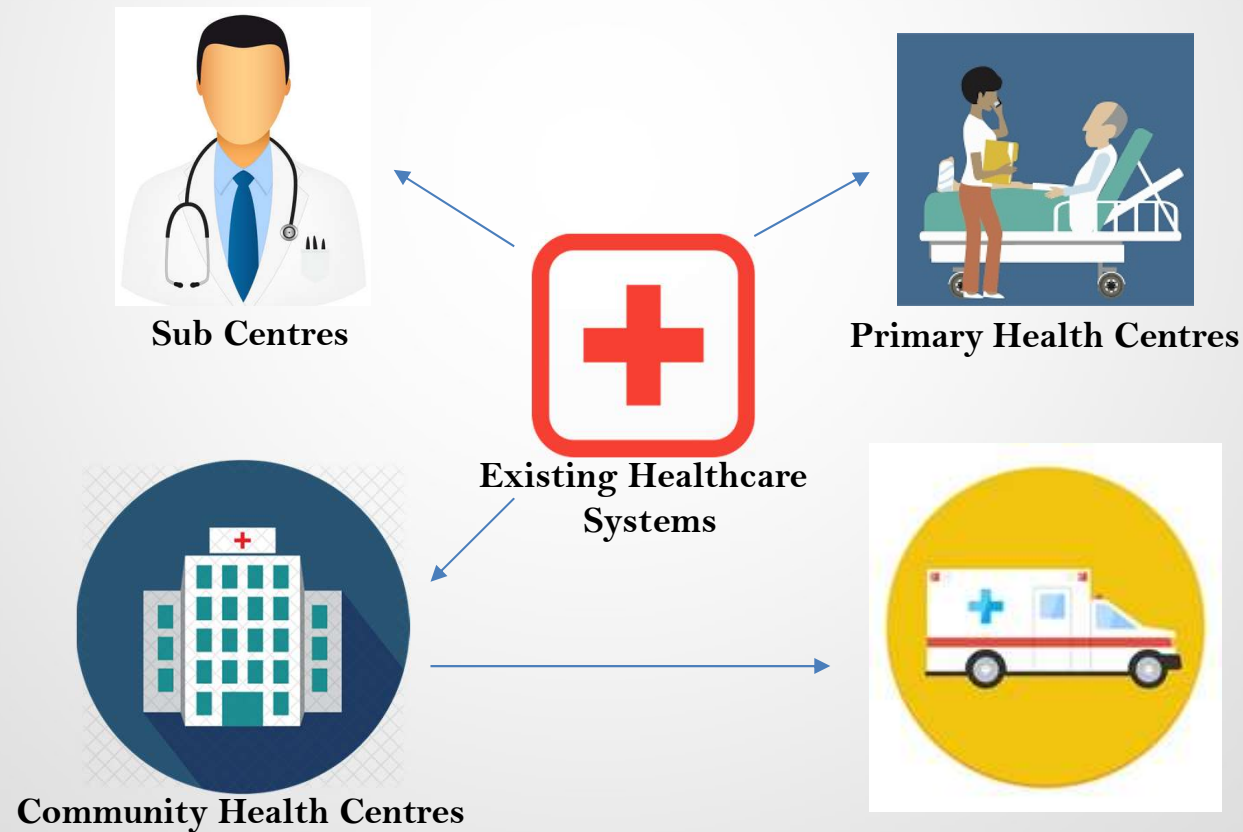 Sub Centres
Primary Health Centres
Existing Healthcare
Systems
Community Health Centres